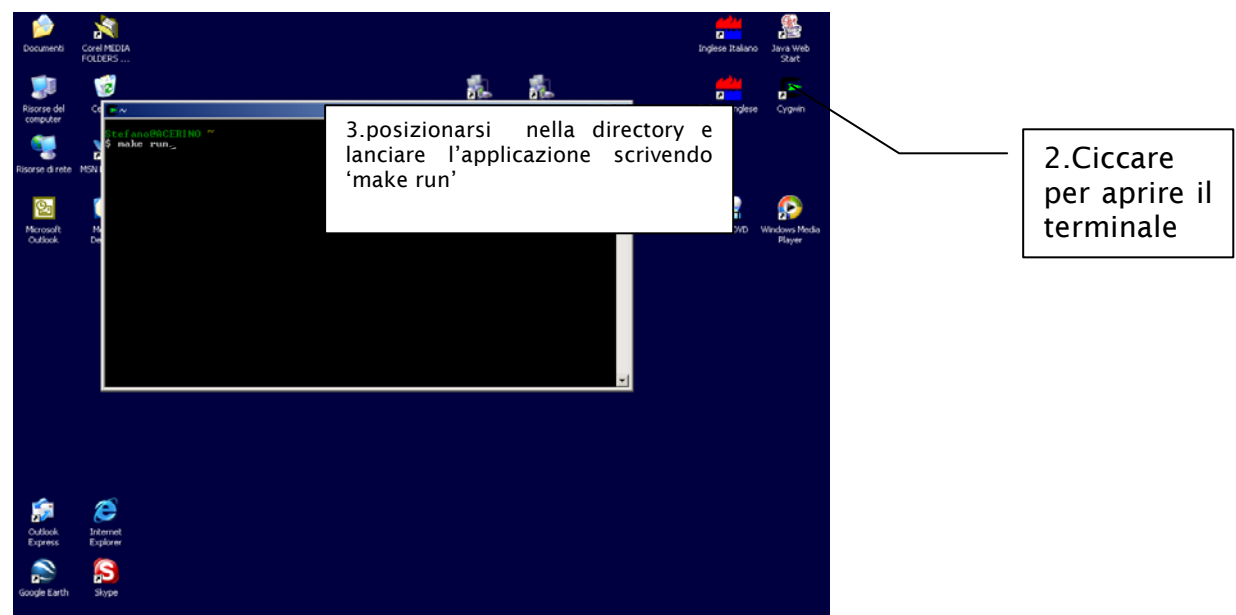 Documenti
Corel MEDIA
FOLDERS ...
Inglese Italiano
Java Web
Start
Risorse del
computer
Cygwin
~
Stefano@ACERINO ~
$ make run_
3.posizionarsi nella directory e
lanciare l’applicazione scrivendo
‘make run’
2.Ciccare
per aprire il
terminale
Risorse di rete
MSN
Microsoft
Outlook
DVD
Windows Media
Player
Outlook
Express
Internet
Explorer
Google Earth
Skype